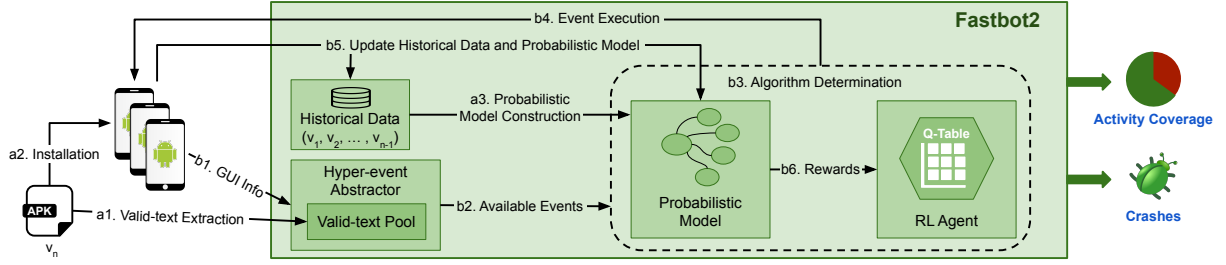 b4. Event Execution
Fastbot2
b5. Update Historical Data and Probabilistic Model
b3. Algorithm Determination
Historical Data
(v1, v2, … , vn-1)
a3. Probabilistic
Model Construction
Q-Table
Activity Coverage
a2. Installation
b1. GUI Info
Hyper-event
Abstractor
b6. Rewards
APK
a1. Valid-text Extraction
Valid-text Pool
b2. Available Events
Probabilistic
Model
RL Agent
Crashes
vn